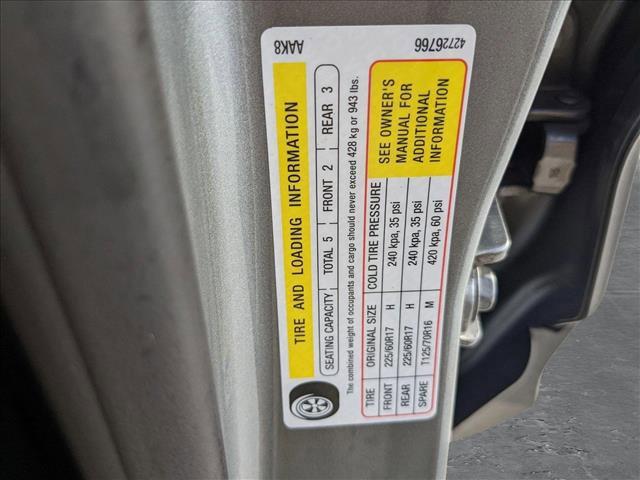 AAK8
42726766
TIRE AND LOADING INFORMATION
SEATING CAPACITY TOTAL 5 FRONT 2 REAR 3
The combined weight of occupants and cargo should never exceed 428 kg or 943 lbs.
TIRE ORIGINAL SIZE COLD TIRE PRESSURE
FRONT 225/60R17 H 240 kpa, 35 psi
REAR 225/60R17 H 240 kpa, 35 psi
SPARE T125/70R16 M 420 kpa, 60 psi
SEE OWNER'S
MANUAL FOR
ADDITIONAL
INFORMATION